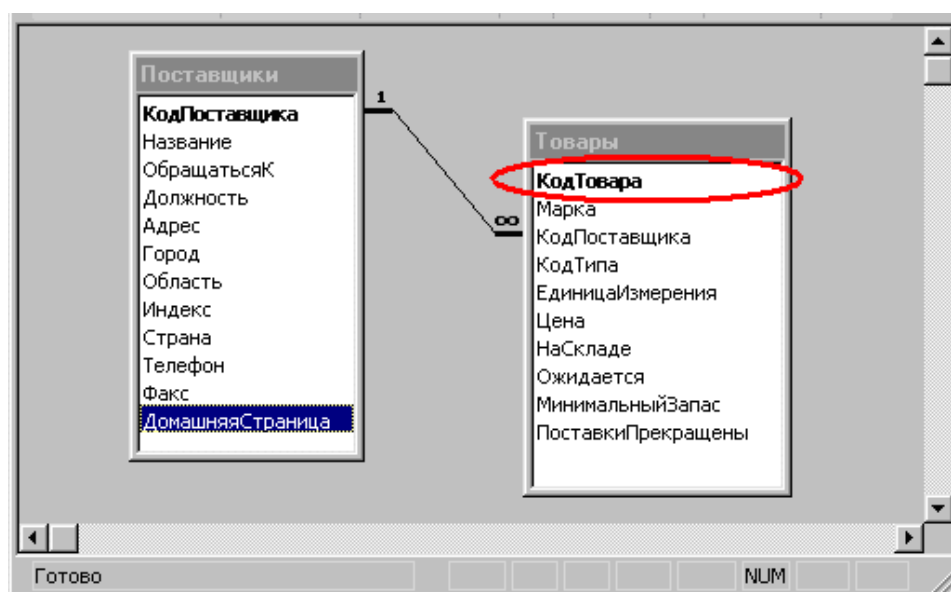 Поставщики
КодПоставщика
Название
ОбращатьсяК
Должность
Адрес
Город
Область
Индекс
Страна
Телефон
Факс
ДомашняяСтраница
1
∞
Товары
КодТовара
Марка
КодПоставщика
КодТипа
ЕдиницаИзмерения
Цена
НаСкладе
Ожидается
МинимальныйЗапас
ПоставкиПрекращены
Готово
NUM